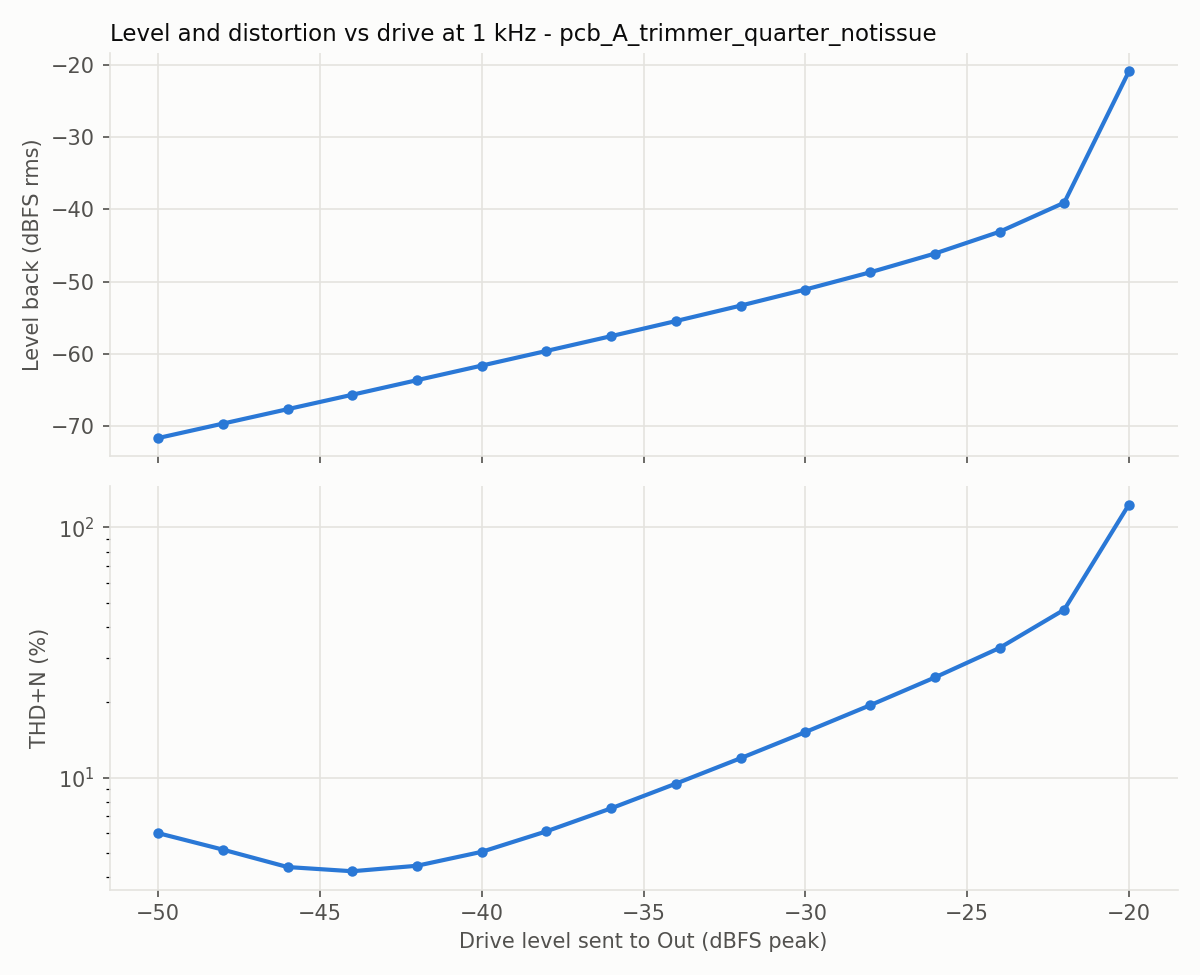 Level and distortion vs drive at 1 kHz - pcb_A_trimmer_quarter_notissue
Level back (dBFS rms)
−20
−30
−40
−50
−60
−70
THD+N (%)
10²
10¹
−50 −45 −40 −35 −30 −25 −20
Drive level sent to Out (dBFS peak)